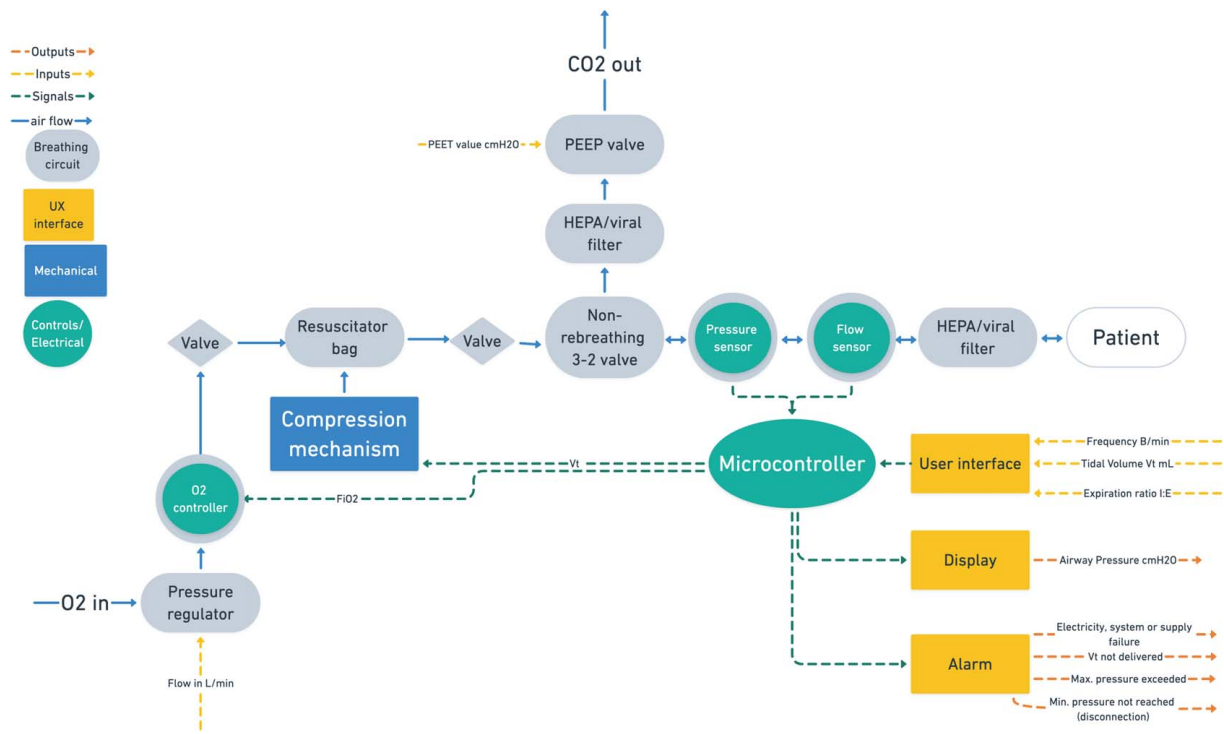 Outputs
Inputs
Signals
air flow
Breathing
circuit
UX
interface
Mechanical
Controls/
Electrical
CO2 out
PEET value cmH2O
PEEP valve
HEPA/viral
filter
Valve
Resuscitator
bag
Valve
Non-
rebreathing
3-2 valve
Pressure
sensor
Flow
sensor
HEPA/viral
filter
Patient
Compression
mechanism
Vt
Microcontroller
User interface
Frequency B/min
Tidal Volume Vt mL
Expiration ratio I:E
O2
controller
FiO2
Display
Airway Pressure cmH2O
O2 in
Pressure
regulator
Flow in L/min
Alarm
Electricity, system or supply
failure
Vt not delivered
Max. pressure exceeded
Min. pressure not reached
(disconnection)